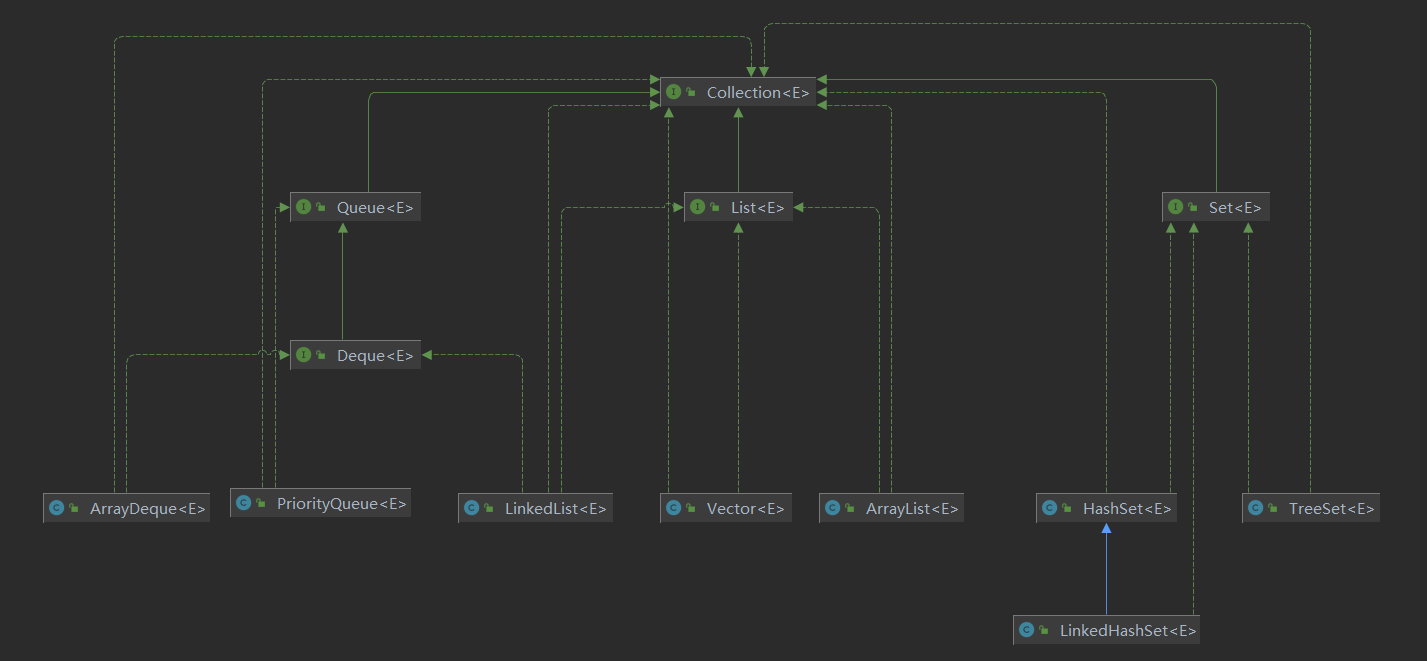 Collection<E>
Queue<E>
List<E>
Set<E>
Deque<E>
ArrayDeque<E>
PriorityQueue<E>
LinkedList<E>
Vector<E>
ArrayList<E>
HashSet<E>
TreeSet<E>
LinkedHashSet<E>